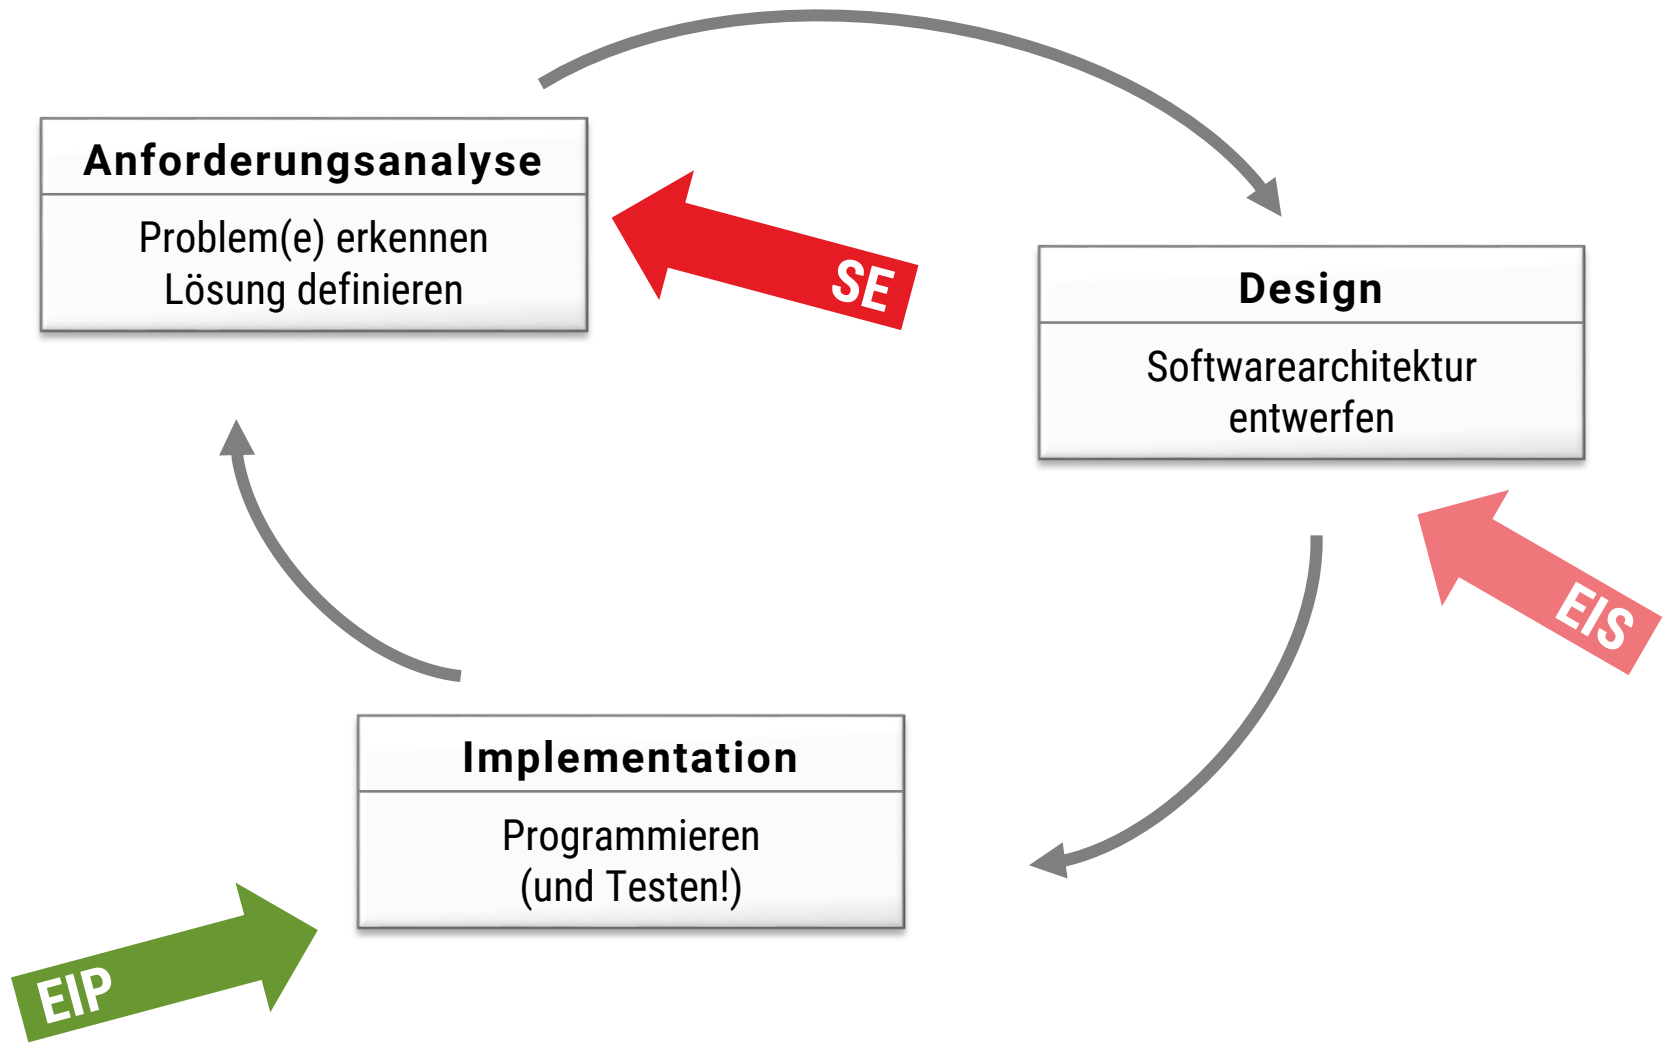 Anforderungsanalyse
Problem(e) erkennen
Lösung definieren
SE
Design
Softwarearchitektur
entwerfen
EIS
Implementation
Programmieren
(und Testen!)
EIP